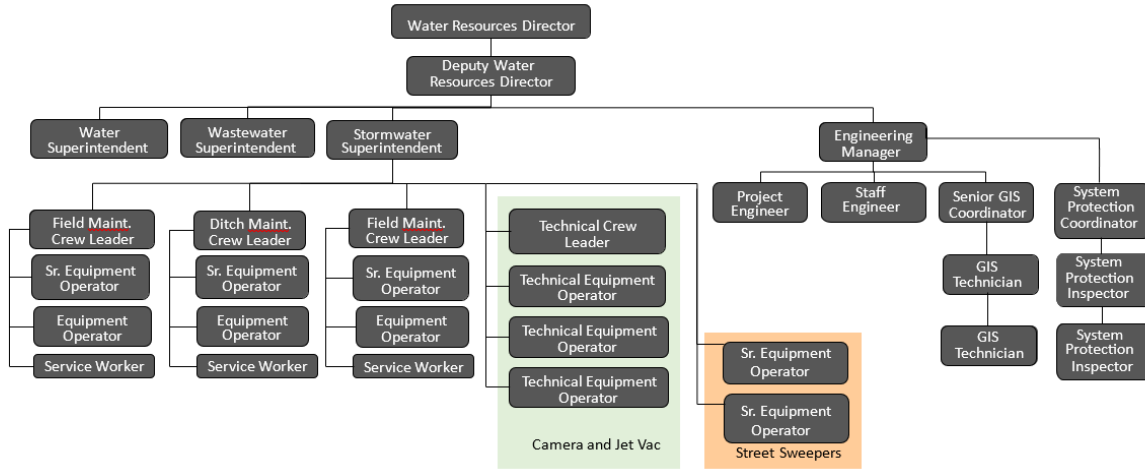 Water Resources Director
Deputy Water
Resources Director
Water
Superintendent
Wastewater
Superintendent
Stormwater
Superintendent
Engineering
Manager
Project
Engineer
Staff
Engineer
Senior GIS
Coordinator
System
Protection
Coordinator
GIS
Technician
GIS
Technician
System
Protection
Inspector
System
Protection
Inspector
Field Maint.
Crew Leader
Sr. Equipment
Operator
Equipment
Operator
Service Worker
Ditch Maint.
Crew Leader
Sr. Equipment
Operator
Equipment
Operator
Service Worker
Field Maint.
Crew Leader
Sr. Equipment
Operator
Equipment
Operator
Service Worker
Technical Crew
Leader
Technical Equipment
Operator
Technical Equipment
Operator
Technical Equipment
Operator
Camera and Jet Vac
Sr. Equipment
Operator
Sr. Equipment
Operator
Street Sweepers